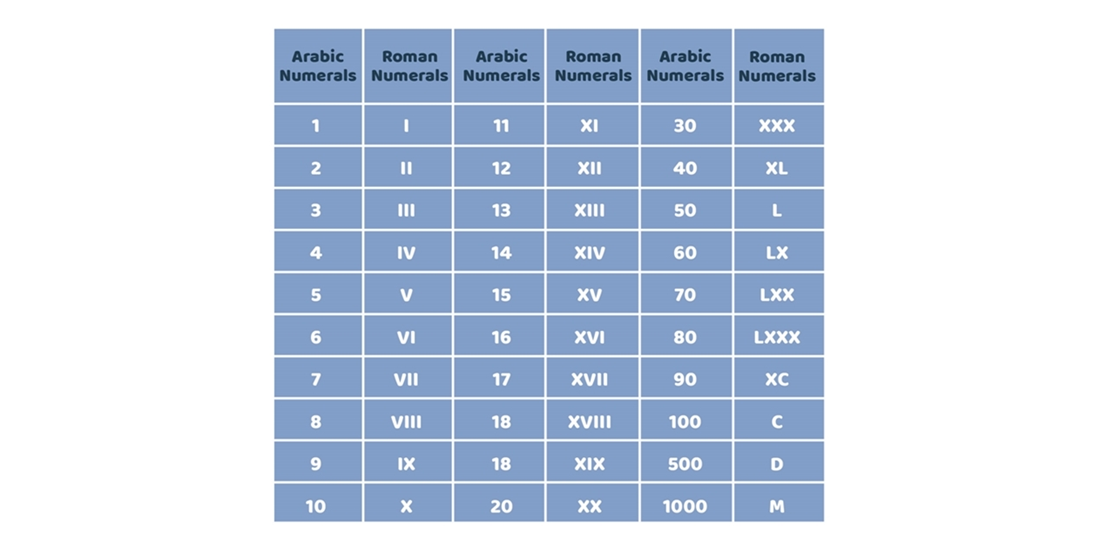 Arabic Numerals Roman Numerals Arabic Numerals Roman Numerals Arabic Numerals Roman Numerals
1 I 11 XI 30 XXX
2 II 12 XII 40 XL
3 III 13 XIII 50 L
4 IV 14 XIV 60 LX
5 V 15 XV 70 LXX
6 VI 16 XVI 80 LXXX
7 VII 17 XVII 90 XC
8 VIII 18 XVIII 100 C
9 IX 18 XIX 500 D
10 X 20 XX 1000 M